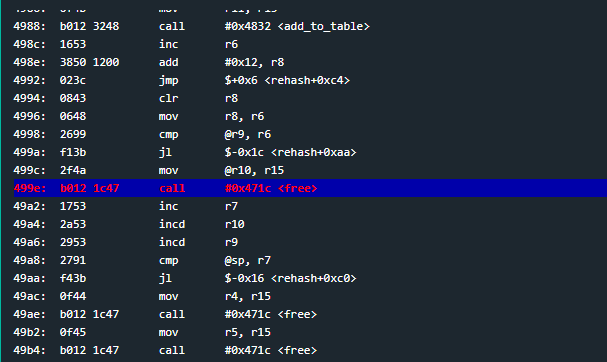 4988: b012 3248 call #0x4832 <add_to_table>
498c: 1653 inc r6
498e: 3850 1200 add #0x12, r8
4992: 023c jmp $+0x6 <rehash+0xc4>
4994: 0843 clr r8
4996: 0648 mov r8, r6
4998: 2699 cmp @r9, r6
499a: f13b jl $-0x1c <rehash+0xaa>
499c: 2f4a mov @r10, r15
499e: b012 1c47 call #0x471c <free>
49a2: 1753 inc r7
49a4: 2a53 incd r10
49a6: 2953 incd r9
49a8: 2791 cmp @sp, r7
49aa: f43b jl $-0x16 <rehash+0xc0>
49ac: 0f44 mov r4, r15
49ae: b012 1c47 call #0x471c <free>
49b2: 0f45 mov r5, r15
49b4: b012 1c47 call #0x471c <free>